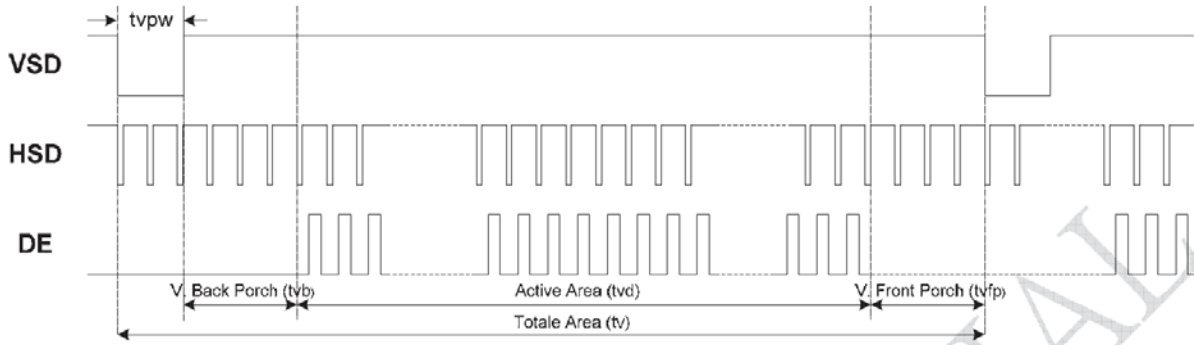 tvpw
VSD
HSD
DE
V. Back Porch (tvb)
Active Area (tvd)
V. Front Porch (tvfp)
Totale Area (tv)